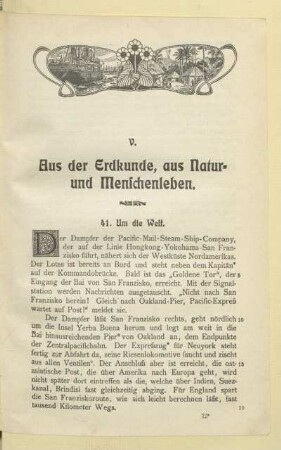 V.
Aus der Erdkunde, aus Natur-
und Menschenleben.
41. Um die Welt.
Der Dampfer der Pacific-Mail-Steam-Ship-Company,
der auf der Linie Hongkong-Yokohama-San Fran-
zisko fährt, nähert sich der Westküste Nordamerikas.
Der Lotse ist bereits an Bord und steht neben dem Kapitän*
auf der Kommandobrücke. Bald ist das „Goldene Tor“, der 5
Eingang der Bai von San Franzisko, erreicht. Mit der Signal-
station werden Nachrichten ausgetauscht. „Nicht nach San
Franzisko herein! Gleich nach Oakland-Pier, Pacific-Expreß
wartet auf Post!“ meldet sie.
Der Dampfer läßt San Franzisko rechts, geht nördlich 10
um die Insel Yerba Buena herum und legt am weit in die
Bai hinausreichenden Pier* von Oakland an, dem Endpunkte
der Zentralpacificbahn. Der Expreßzug* für Neuyork steht
fertig zur Abfahrt da, seine Riesenlokomotive faucht und zischt
aus allen Ventilen*. Der Anschluß aber ist erreicht, die ost- 15
asiatische Post, die über Amerika nach Europa geht, wird
nicht später dort eintreffen als die, welche über Indien, Suez-
kanal, Brindisi fast gleichzeitig abging. Für England spart
die San Franziskoroute, wie sich leicht berechnen läßt, fast
tausend Kilometer Wegs.